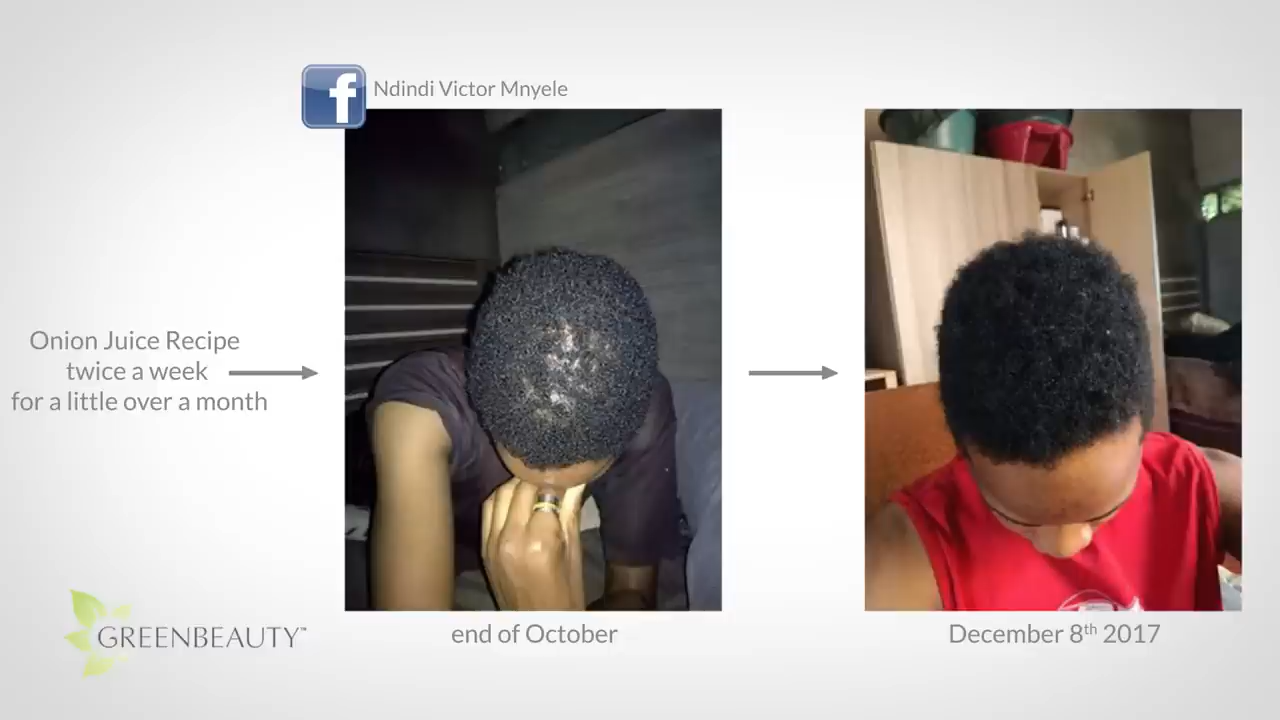 f Ndindi Victor Mnyele
Onion Juice Recipe
twice a week
for a little over a month
GREENBEAUTY™
end of October
December 8th 2017